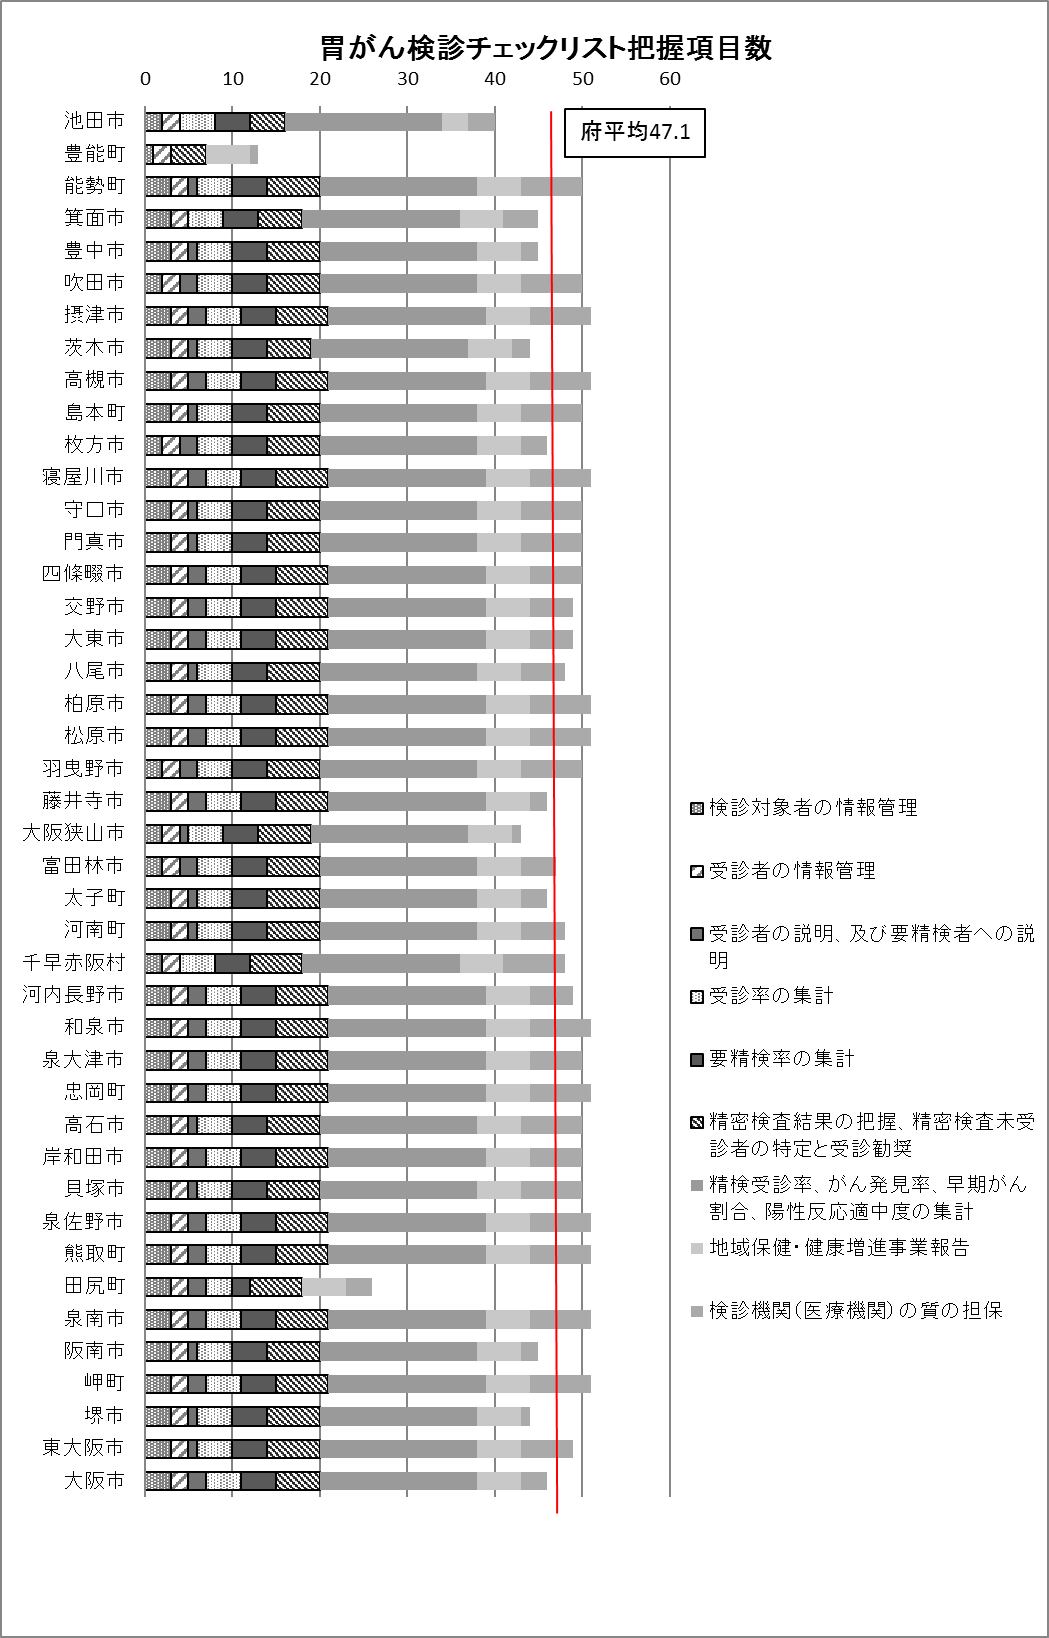 胃がん検診チェックリスト把握項目数
0 10 20 30 40 50 60
府平均47.1
池田市
豊能町
能勢町
箕面市
豊中市
吹田市
摂津市
茨木市
高槻市
島本町
枚方市
寝屋川市
守口市
門真市
四條畷市
交野市
大東市
八尾市
柏原市
松原市
羽曳野市
藤井寺市
大阪狭山市
富田林市
太子町
河南町
千早赤阪村
河内長野市
和泉市
泉大津市
忠岡町
高石市
岸和田市
貝塚市
泉佐野市
熊取町
田尻町
泉南市
阪南市
岬町
堺市
東大阪市
大阪市
検診対象者の情報管理
受診者の情報管理
受診者の説明、及び要精検者への説
明
受診率の集計
要精検率の集計
精密検査結果の把握、精密検査未受
診者の特定と受診勧奨
精検受診率、がん発見率、早期がん
割合、陽性反応適中度の集計
地域保健・健康増進事業報告
検診機関（医療機関）の質の担保